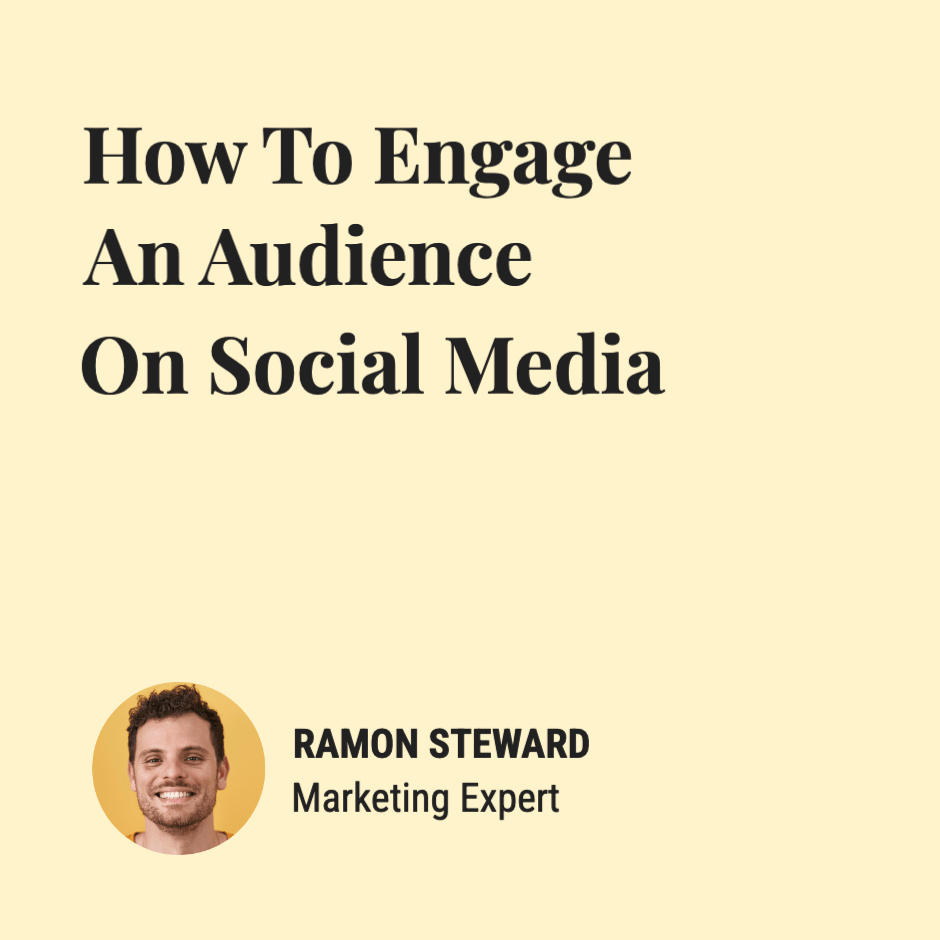 How To Engage
An Audience
On Social Media
RAMON STEWARD
Marketing Expert